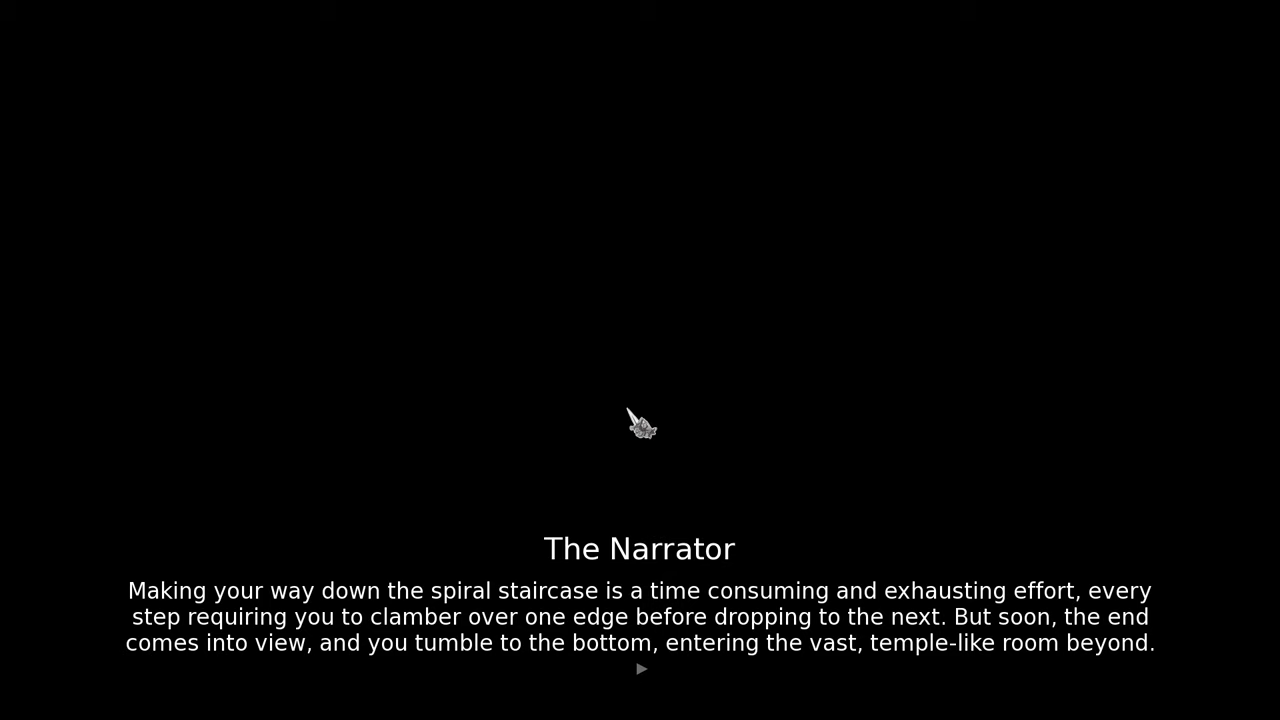 The Narrator
Making your way down the spiral staircase is a time consuming and exhausting effort, every
step requiring you to clamber over one edge before dropping to the next. But soon, the end
comes into view, and you tumble to the bottom, entering the vast, temple-like room beyond.